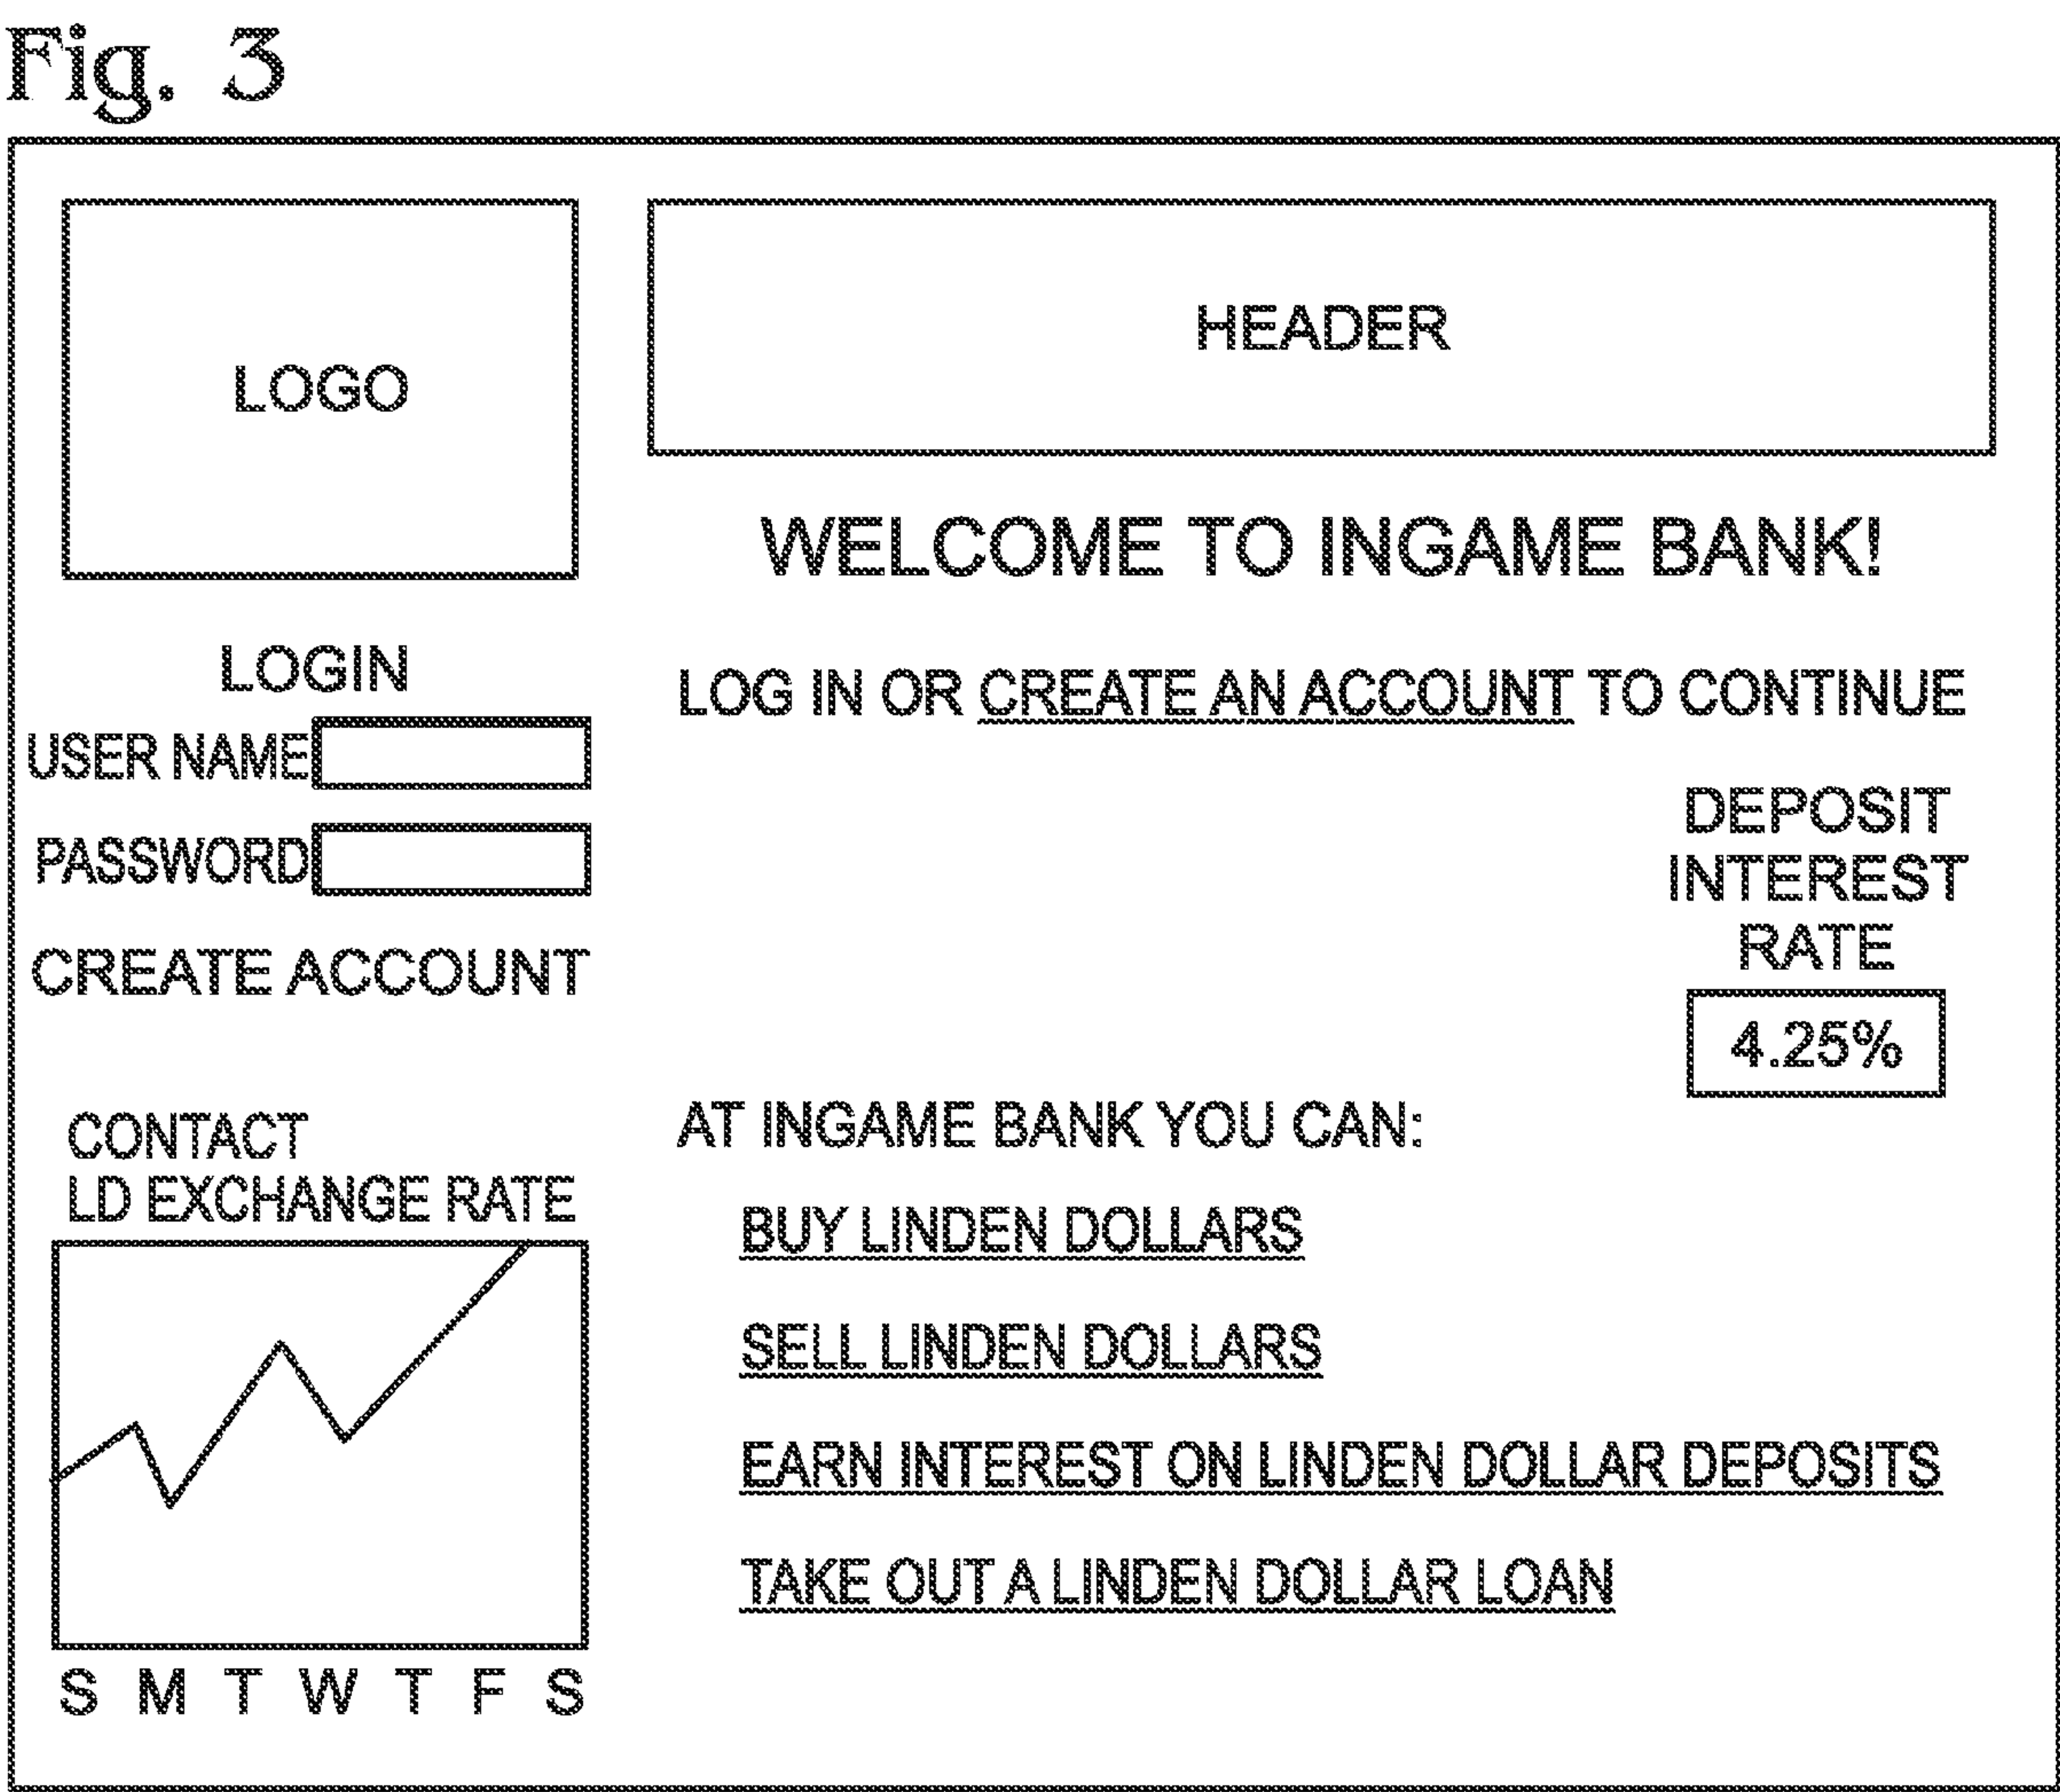 Fig. 3
LOGO
HEADER
WELCOME TO INGAME BANK!
LOGIN
USER NAME
PASSWORD
CREATE ACCOUNT
LOG IN OR CREATE AN ACCOUNT TO CONTINUE
DEPOSIT
INTEREST
RATE
4.25%
CONTACT
LD EXCHANGE RATE
S M T W T F S
AT INGAME BANK YOU CAN:
BUY LINDEN DOLLARS
SELL LINDEN DOLLARS
EARN INTEREST ON LINDEN DOLLAR DEPOSITS
TAKE OUT A LINDEN DOLLAR LOAN